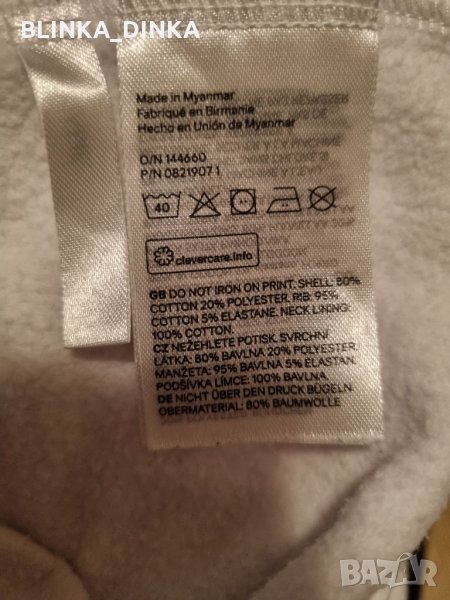 BLINKA_DINKA
Made in Myanmar
Fabriqué en Birmanie
Hecho en Unión de Myanmar
O/N 144660
P/N 0821907 1
40
clevercare.info
GB DO NOT IRON ON PRINT. SHELL: 80%
COTTON 20% POLYESTER. RIB: 95%
COTTON 5% ELASTANE. NECK LINING:
100% COTTON.
CZ NEŽEHLETE POTISK. SVRCHNÍ
LÁTKA: 80% BAVLNA 20% POLYESTER.
MANŽETA: 95% BAVLNA 5% ELASTAN.
PODŠÍVKA LÍMCE: 100% BAVLNA
DE NICHT ÜBER DEN DRUCK BÜGELN.
OBERMATERIAL: 80% BAUMWOLLE
BAZAR